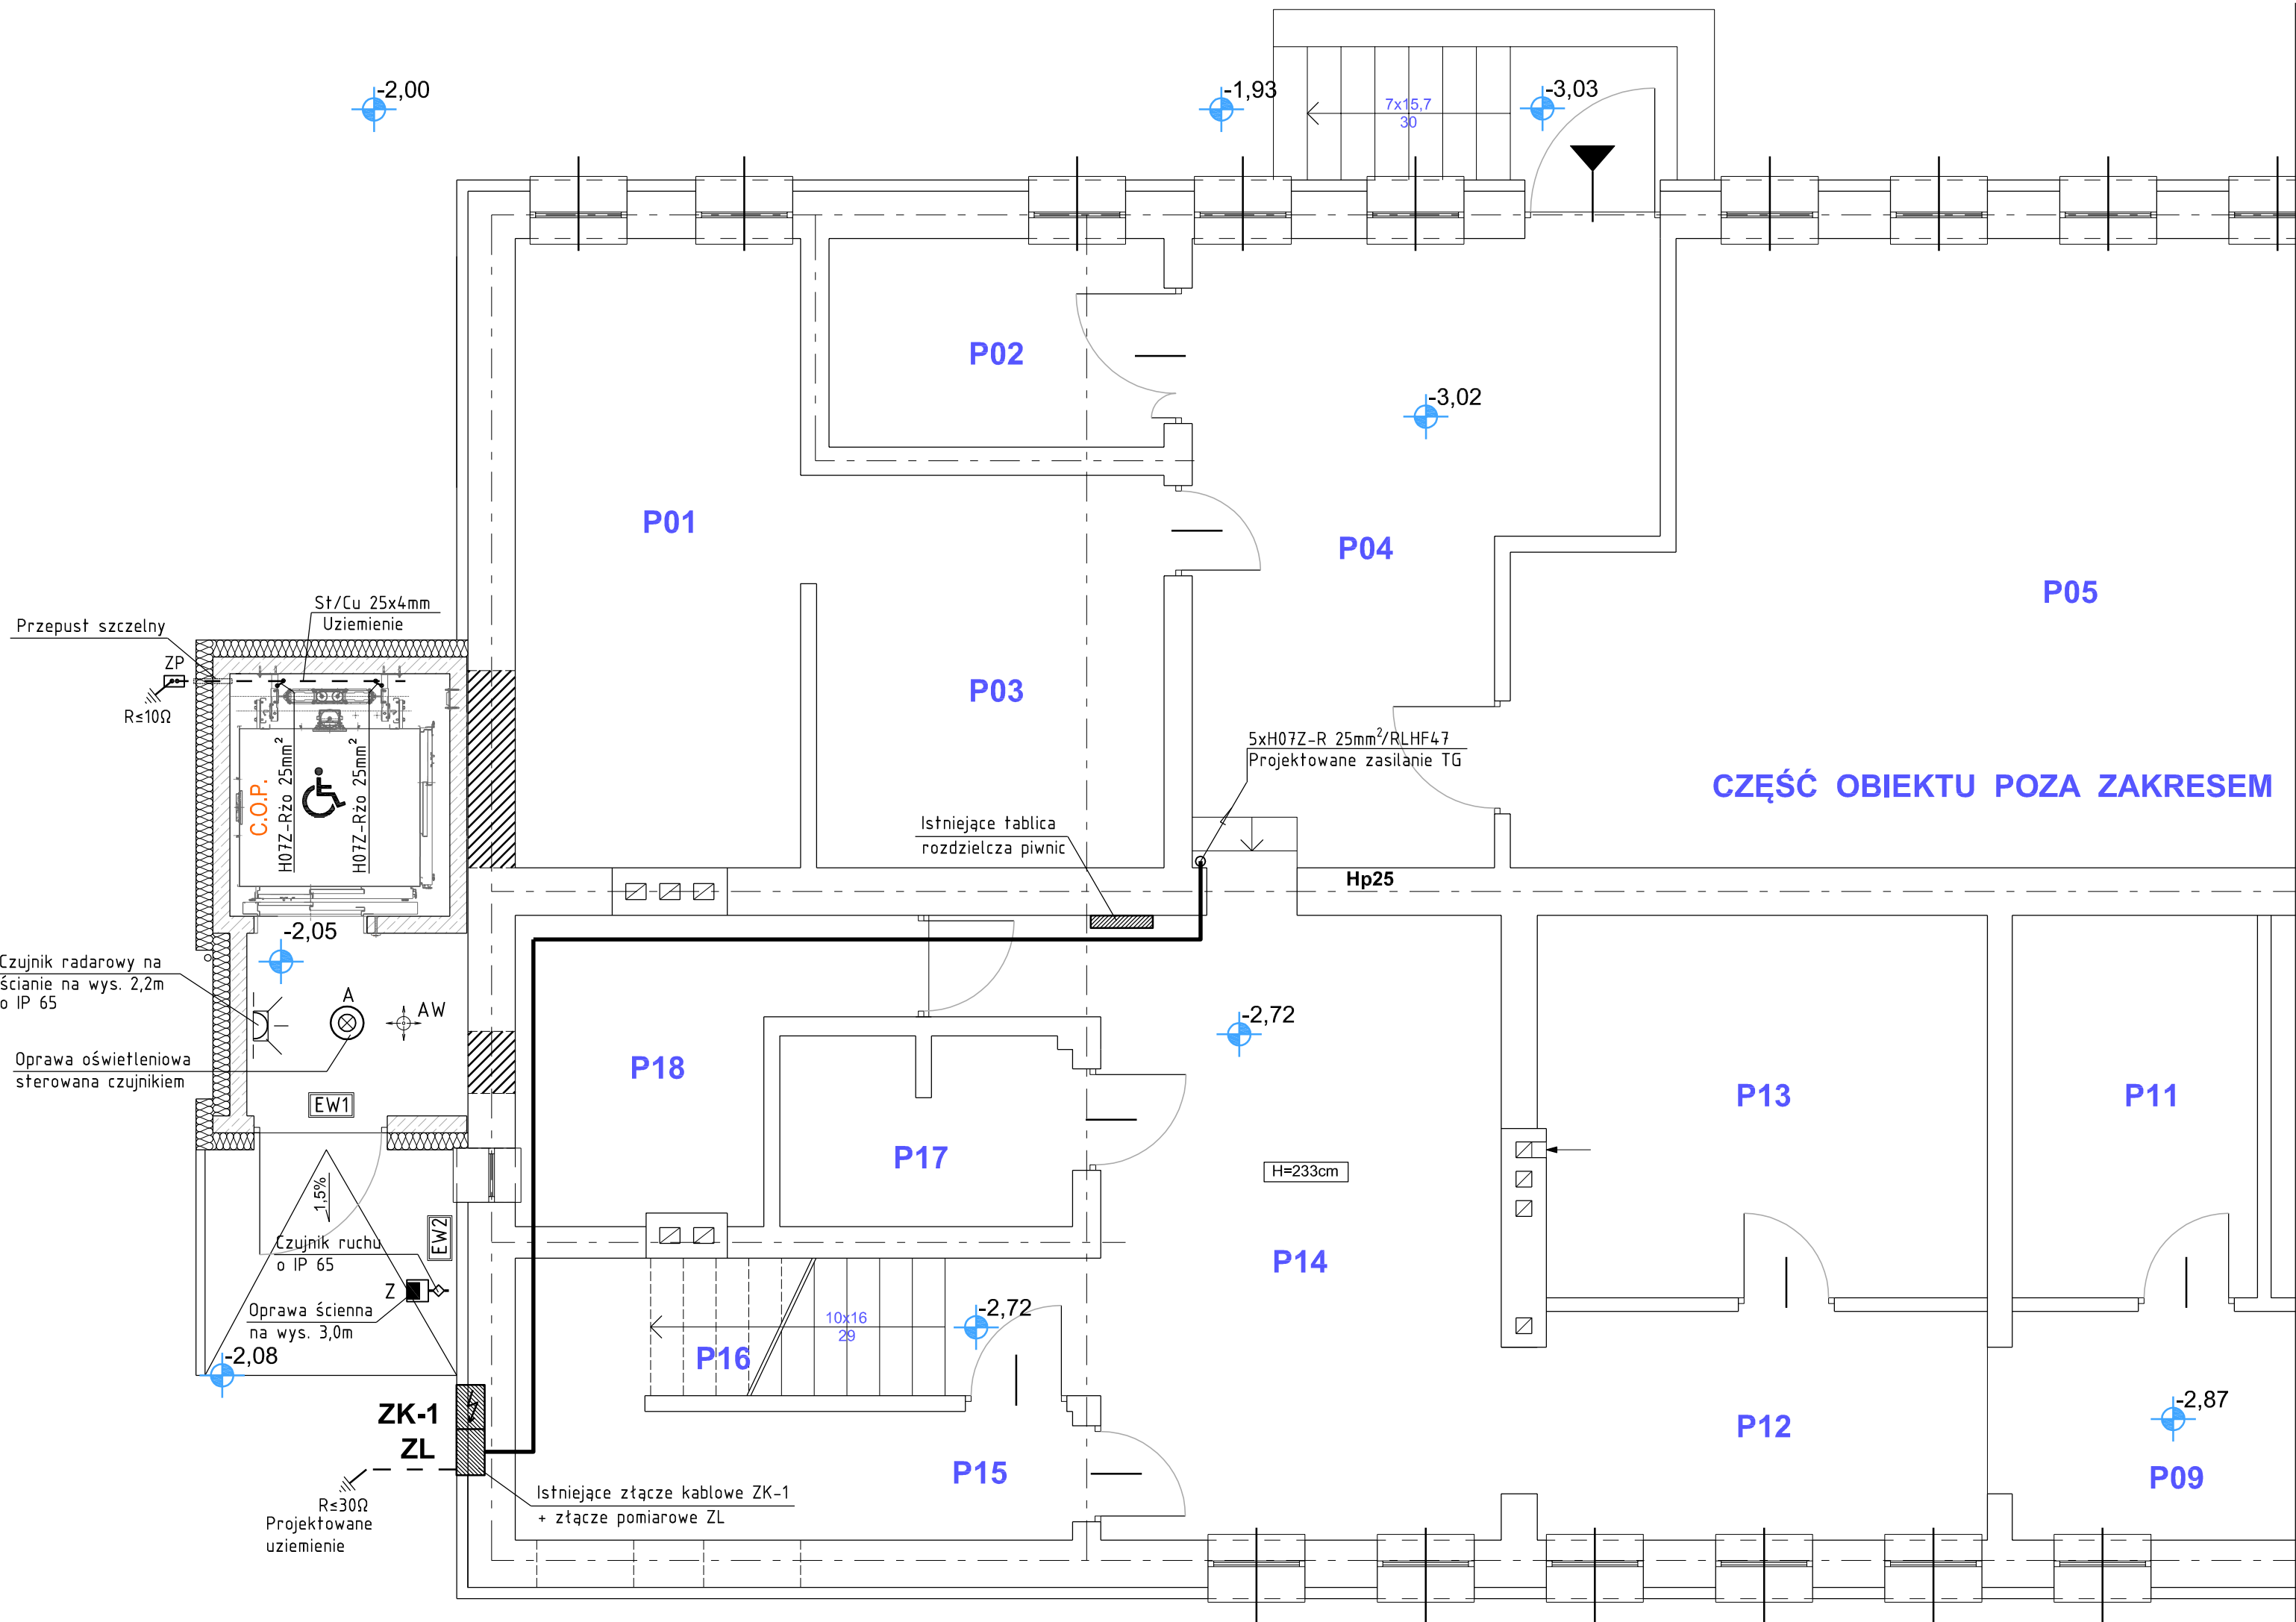 -2,00
-1,93
-3,03
7x15,7
30
P02
-3,02
P01
P04
P05
St/Cu 25x4mm
Uziemienie
Przepust szczelny
ZP
R≤10Ω
P03
C.O.P.
H07Z-Rżo 25mm²
H07Z-Rżo 25mm²
5xH07Z-R 25mm²/RLHF47
Projektowane zasilanie TG
CZĘŚĆ OBIEKTU POZA ZAKRESEM
Istniejące tablica
rozdzielcza piwnic
Hp25
-2,05
Czujnik radarowy na
ścianie na wys. 2,2m
o IP 65
A
AW
-2,72
Oprawa oświetleniowa
sterowana czujnikiem
P18
P13
P11
EW1
P17
H=233cm
1,5%
EW2
Czujnik ruchu
o IP 65
P14
Z
Oprawa ścienna
na wys. 3,0m
10x16
29
-2,72
P16
-2,08
ZK-1
ZL
-2,87
P12
P15
P09
R≤30Ω
Projektowane
uziemienie
Istniejące złącze kablowe ZK-1
+ złącze pomiarowe ZL